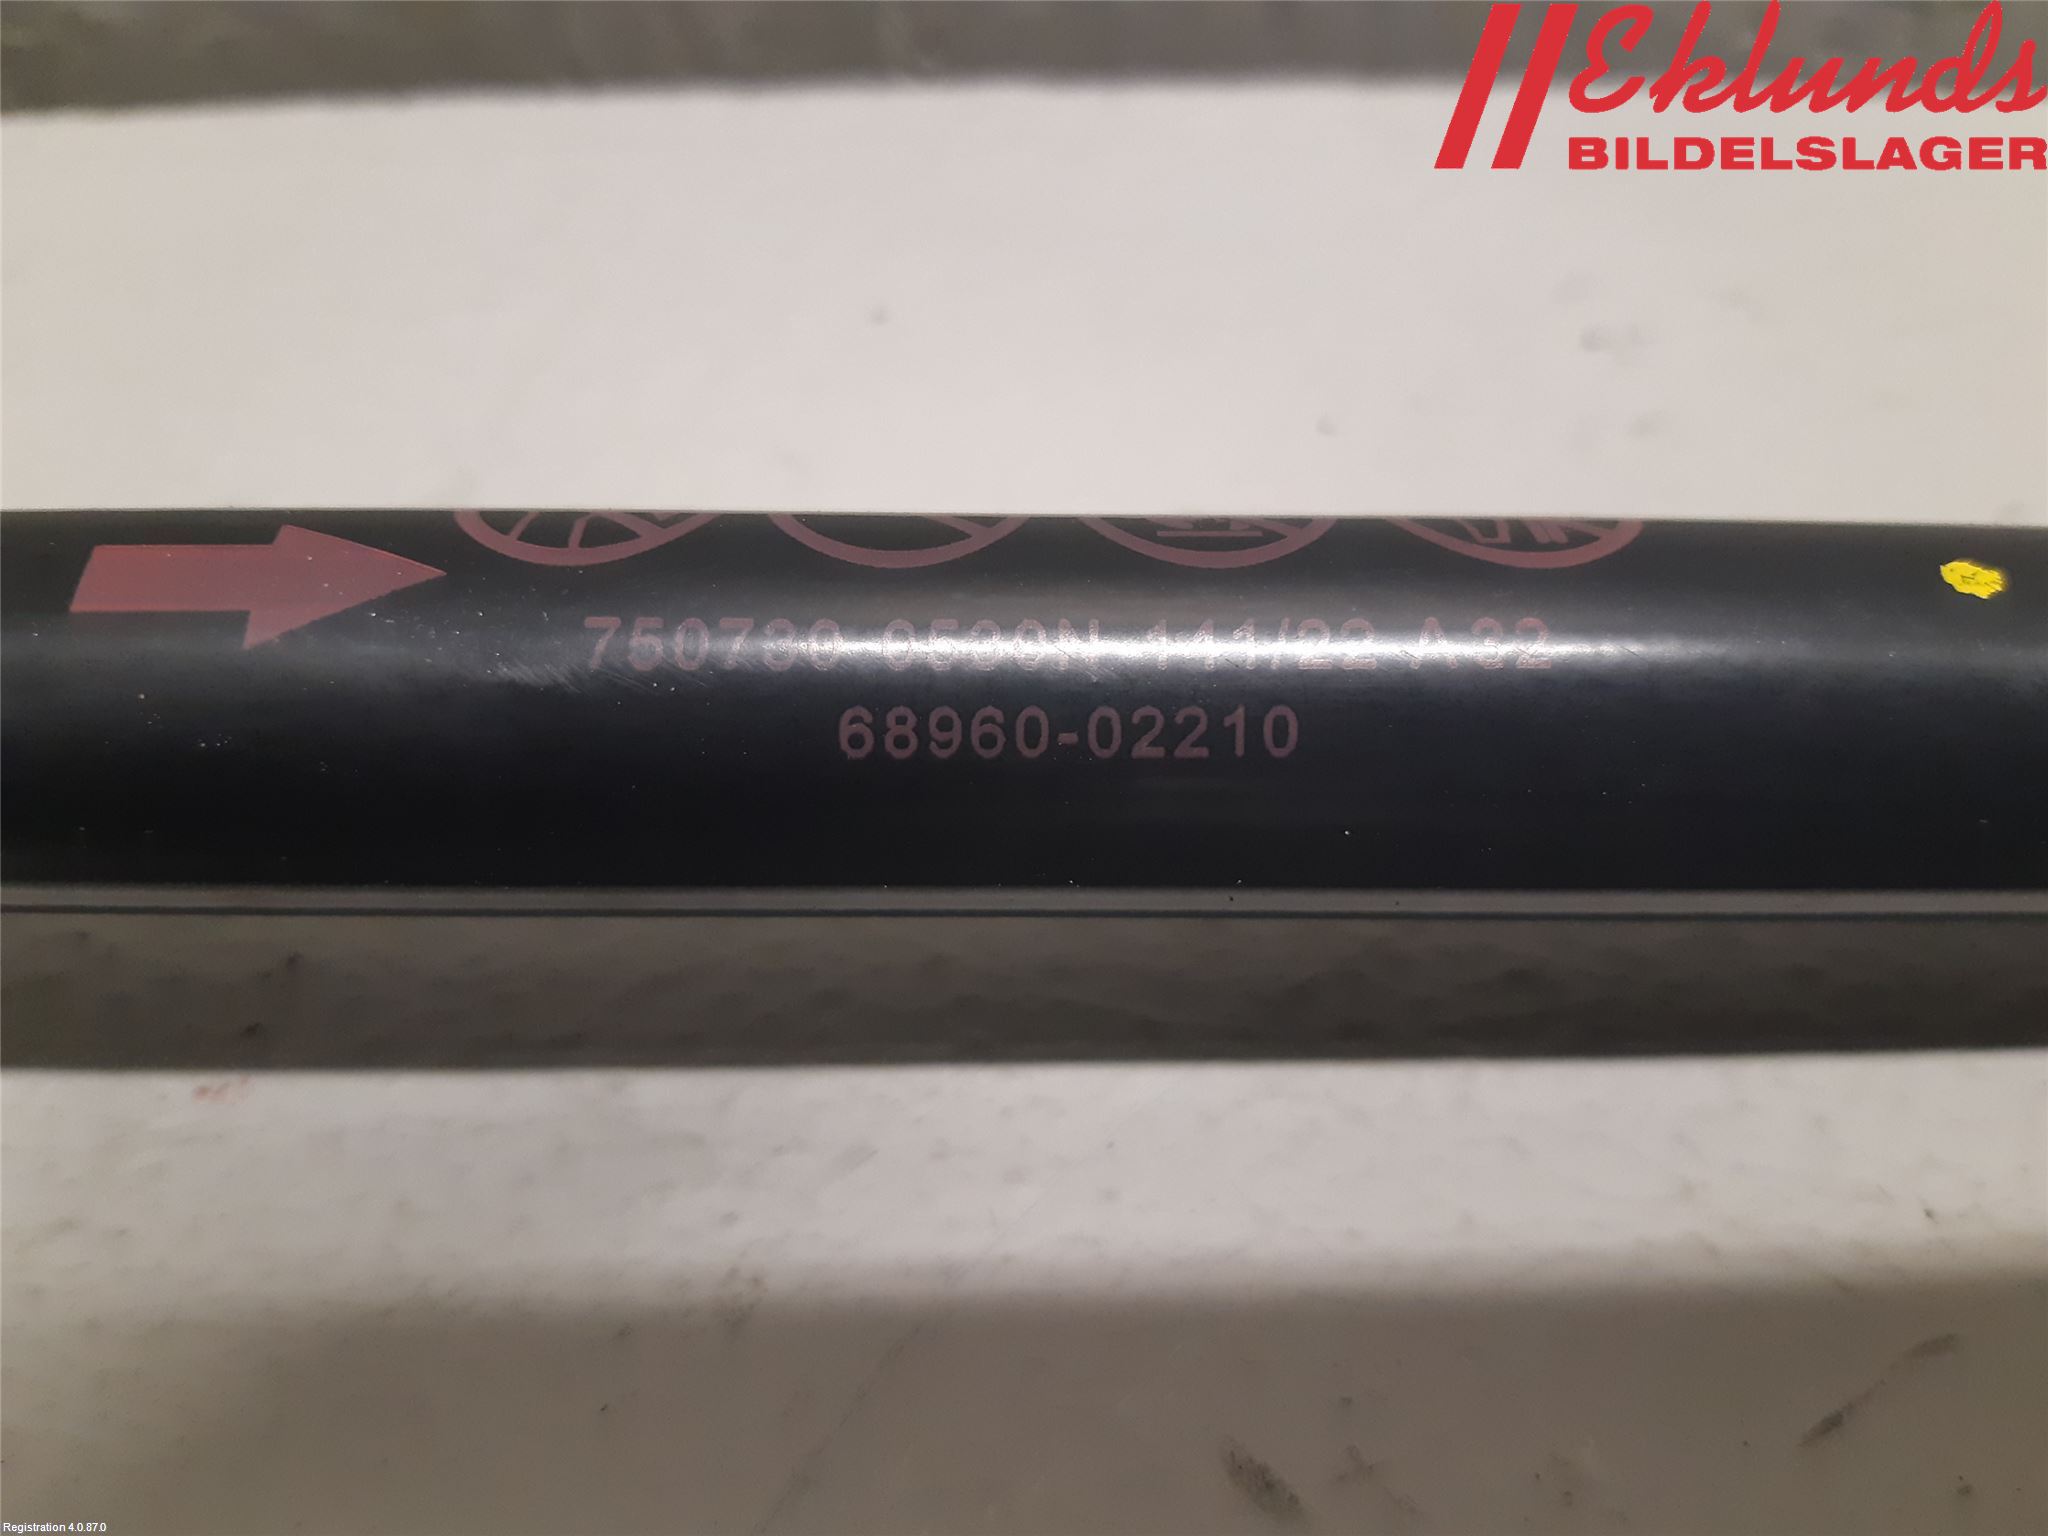 Eklunds
BILDELSLAGER
750730 0530N 141/22 A32
68960-02210
Registration 4.0.87.0